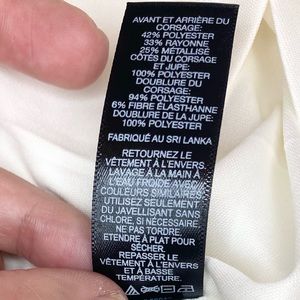 AVANT ET ARRIÈRE DU
CORSAGE:
42% POLYESTER
33% RAYONNE
25% MÉTALLISÉ
CÔTÉS DU CORSAGE
ET JUPE:
100% POLYESTER
DOUBLURE DU
CORSAGE:
94% POLYESTER
6% FIBRE ÉLASTHANNE
DOUBLURE DE LA JUPE:
100% POLYESTER
FABRIQUÉ AU SRI LANKA
RETOURNEZ LE
VÊTEMENT À L'ENVERS.
LAVAGE À LA MAIN À
L'EAU FROIDE AVEC
COULEURS SIMILAIRES
UTILISEZ SEULEMENT
DU JAVELLISANT SANS
CHLORE, SI NÉCESSAIRE.
NE PAS TORDRE.
ETENDRE À PLAT POUR
SÉCHER.
REPASSER LE
VÊTEMENT À L'ENVERS
ET À BASSE
TEMPÉRATURE.